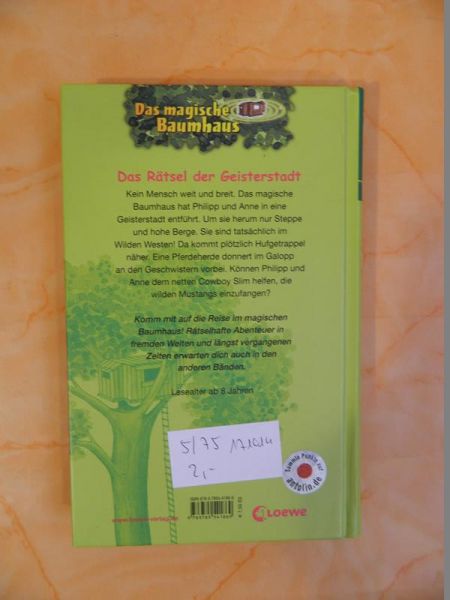 Das magische
Baumhaus
Das Rätsel der Geisterstadt
Kein Mensch weit und breit. Das magische
Baumhaus hat Philipp und Anne in eine
Geisterstadt entführt. Um sie herum nur Steppe
und hohe Berge. Sie sind tatsächlich im
Wilden Westen! Da kommt plötzlich Hufgetrappel
näher. Eine Pferdeherde donnert im Galopp
an den Geschwistern vorbei. Können Philipp und
Anne dem netten Cowboy Slim helfen, die
wilden Mustangs einzufangen?
Komm mit auf die Reise im magischen
Baumhaus! Rätselhafte Abenteuer in
fremden Welten und längst vergangenen
Zeiten erwarten dich auch in den
anderen Bänden.
Lesealter ab 8 Jahren
5/75
2,-
Sammle Punkte auf
antolin.de
Loewe